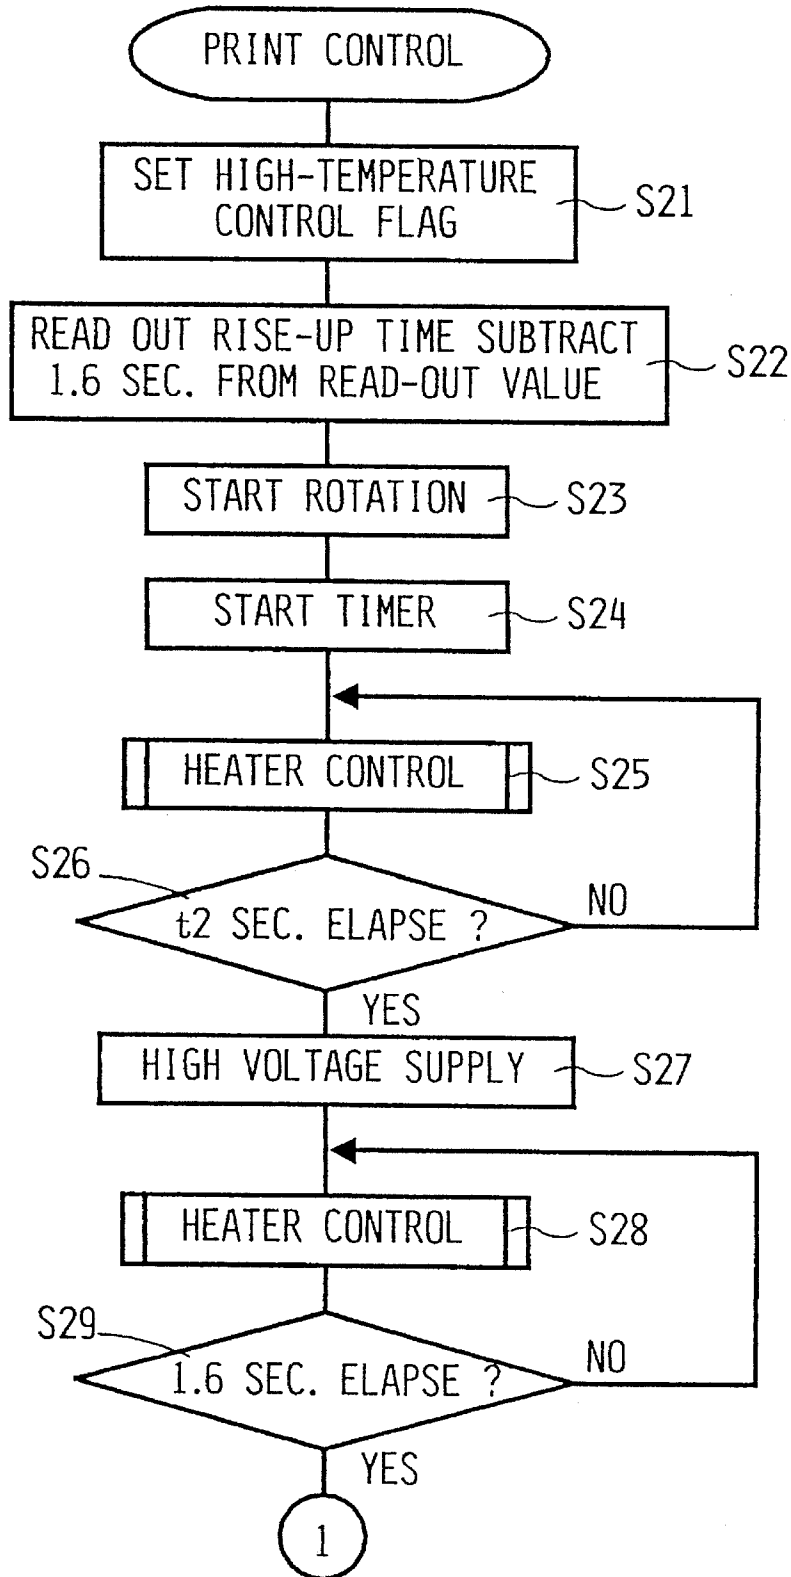 PRINT CONTROL
SET HIGH-TEMPERATURE
CONTROL FLAG
S21
READ OUT RISE-UP TIME SUBTRACT
1.6 SEC. FROM READ-OUT VALUE
S22
START ROTATION
S23
START TIMER
S24
HEATER CONTROL
S25
S26
t2 SEC. ELAPSE ?
NO
YES
HIGH VOLTAGE SUPPLY
S27
HEATER CONTROL
S28
S29
1.6 SEC. ELAPSE ?
NO
YES
1